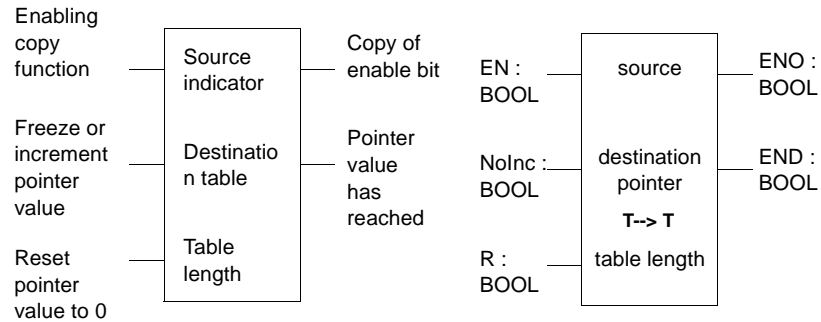 Enabling
copy
function
Source
indicator
Copy of
enable bit
Freeze or
increment
pointer
value
Destinatio
n table
Pointer
value
has
reached
Reset
pointer
value to 0
Table
length
EN :
BOOL
source
ENO :
BOOL
NoInc :
BOOL
destination
pointer
END :
BOOL
T--> T
R :
BOOL
table length